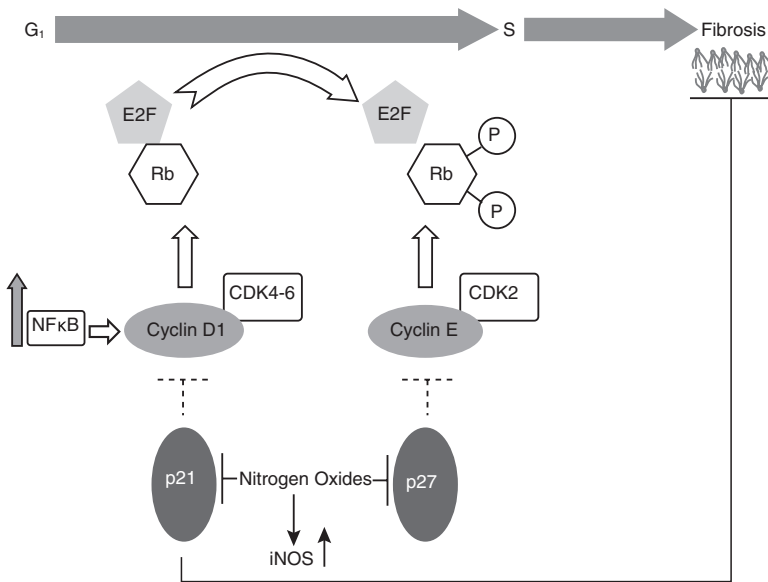 G₁
S
Fibrosis
E2F
E2F
Rb
Rb
P
P
CDK4-6
CDK2
NFκB
Cyclin D1
Cyclin E
p21
Nitrogen Oxides
p27
iNOS